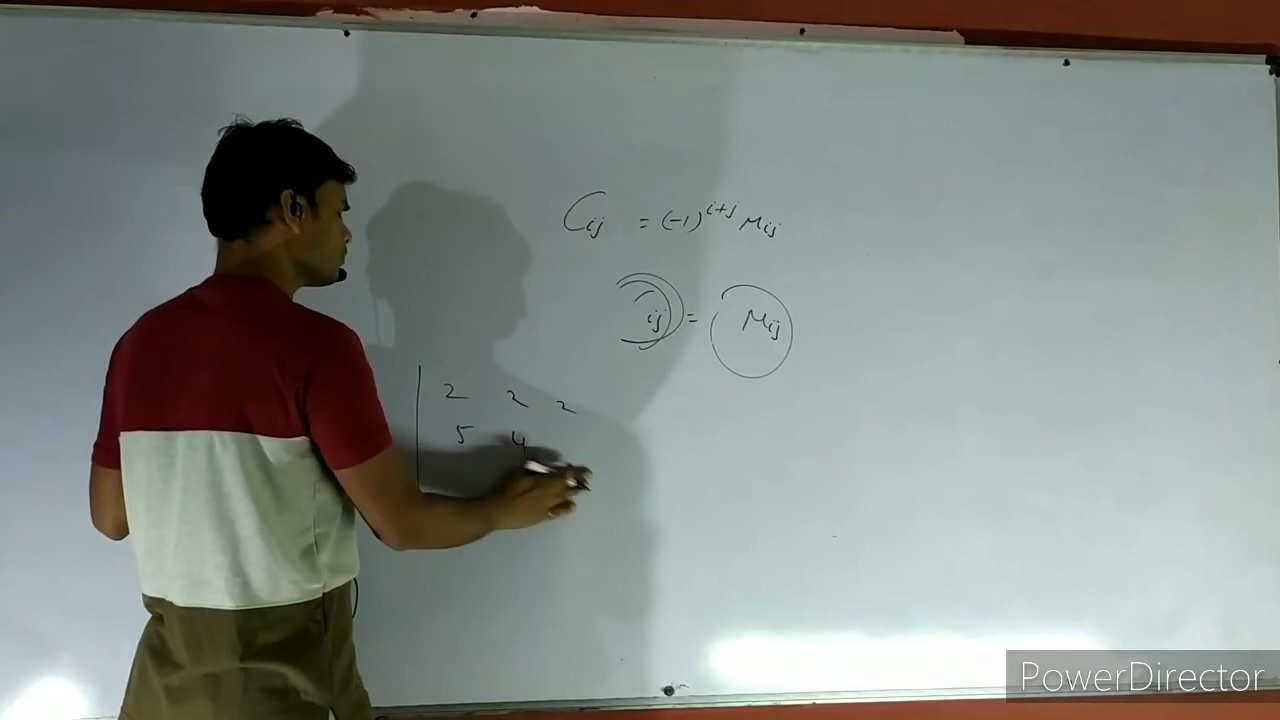 Cij = (-1)^i+j Mij
Cij = Mij
2 2 2
5 4
PowerDirector